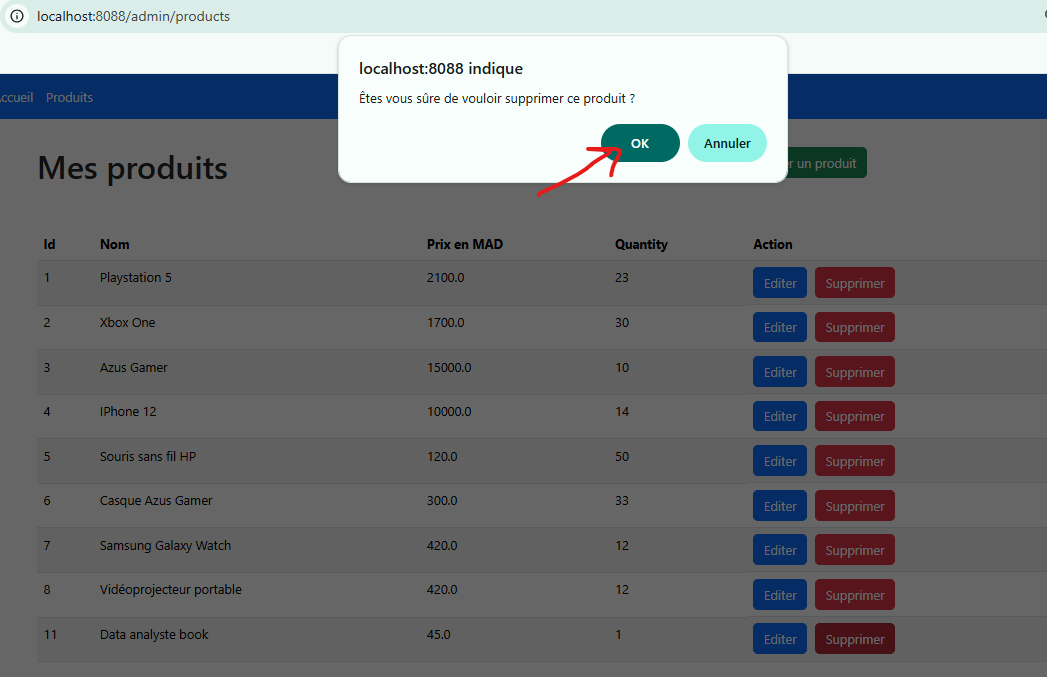 localhost:8088/admin/products
localhost:8088 indique
Êtes vous sûre de vouloir supprimer ce produit ?
OK Annuler
ccueil Produits
Mes produits
r un produit
Id Nom Prix en MAD Quantity Action
1 Playstation 5 2100.0 23 Editer Supprimer
2 Xbox One 1700.0 30 Editer Supprimer
3 Azus Gamer 15000.0 10 Editer Supprimer
4 IPhone 12 10000.0 14 Editer Supprimer
5 Souris sans fil HP 120.0 50 Editer Supprimer
6 Casque Azus Gamer 300.0 33 Editer Supprimer
7 Samsung Galaxy Watch 420.0 12 Editer Supprimer
8 Vidéoprojecteur portable 420.0 12 Editer Supprimer
11 Data analyste book 45.0 1 Editer Supprimer